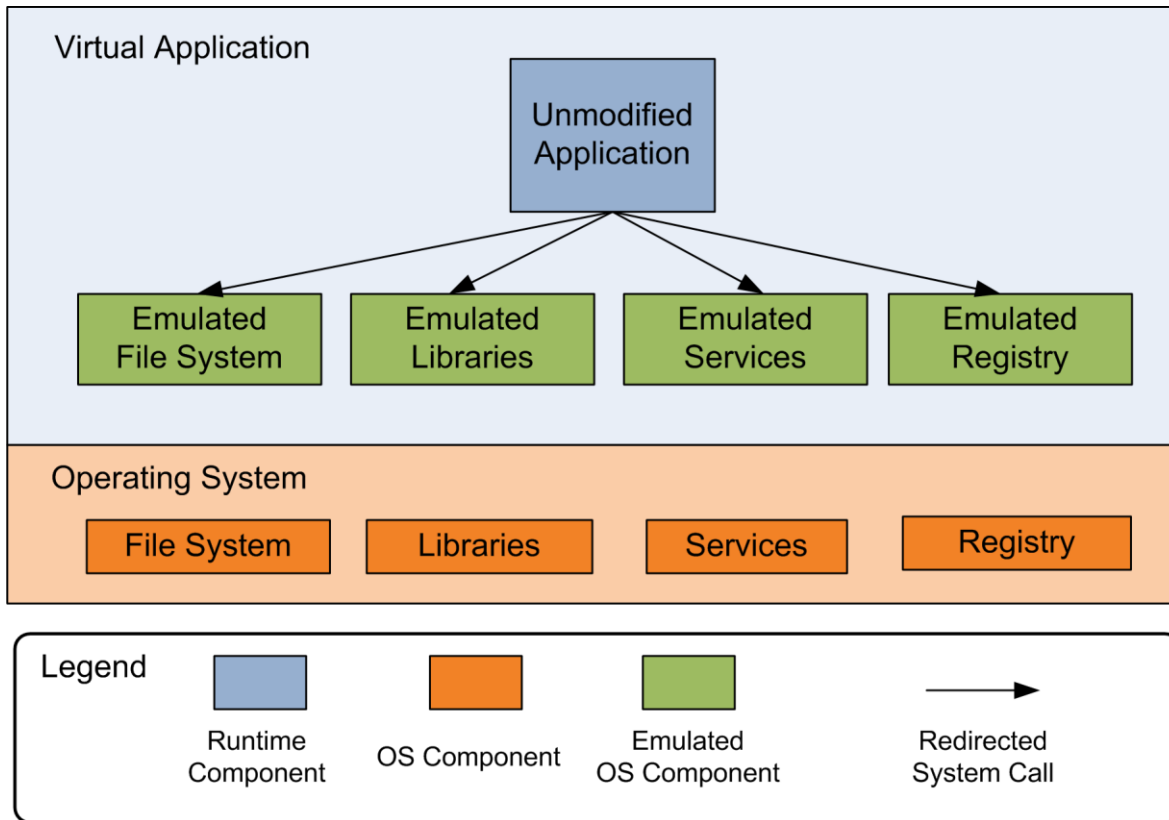 Virtual Application
Unmodified
Application
Emulated
File System
Emulated
Libraries
Emulated
Services
Emulated
Registry
Operating System
File System
Libraries
Services
Registry
Legend
Runtime
Component
OS Component
Emulated
OS Component
Redirected
System Call